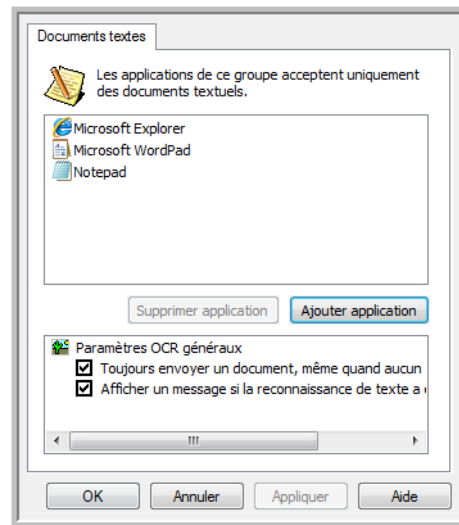 Documents textes
Les applications de ce groupe acceptent uniquement
des documents textuels.
Microsoft Explorer
Microsoft WordPad
Notepad
Supprimer application
Ajouter application
Paramètres OCR généraux
Toujours envoyer un document, même quand aucun
Afficher un message si la reconnaissance de texte a
OK
Annuler
Appliquer
Aide